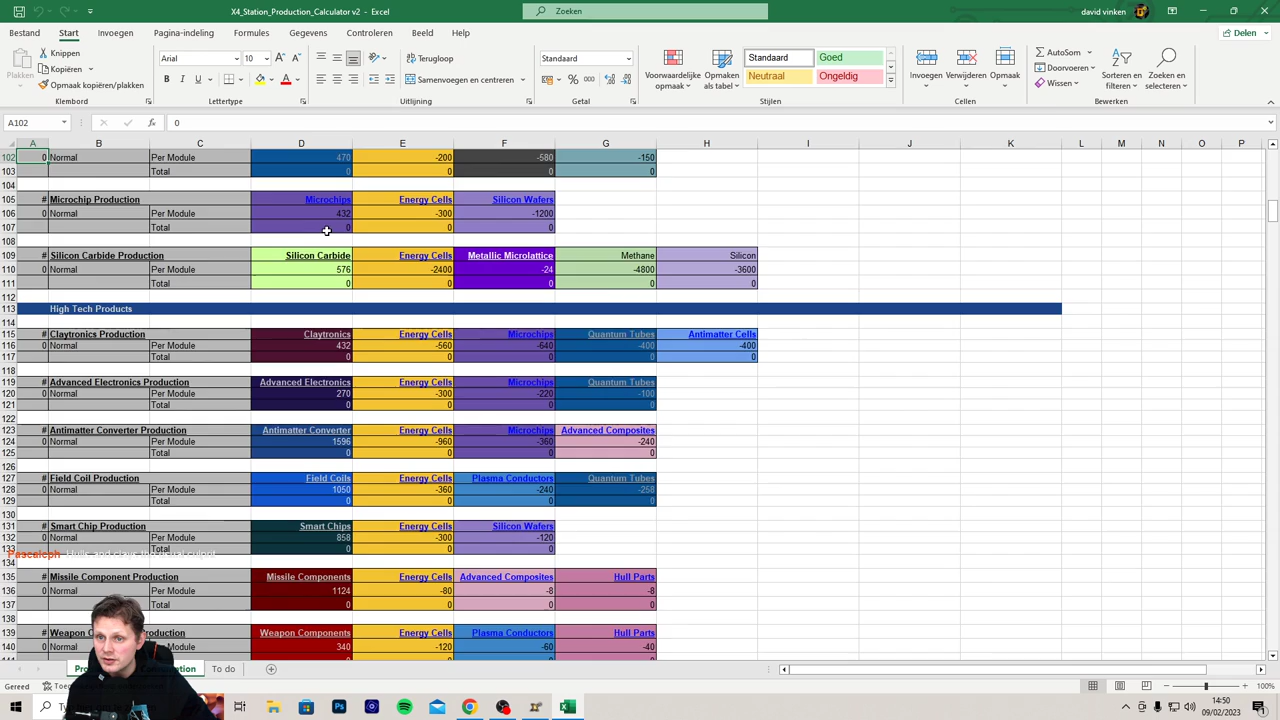 X4_Station_Production_Calculator v2 - Excel
Zoeken
david vinken
Bestand Start Invoegen Pagina-indeling Formules Gegevens Controleren Beeld Help
Delen
Plakken
Knippen
Kopiëren
Opmaak kopiëren/plakken
Klembord
Arial 10
Lettertype
Terugloop
Samenvoegen en centreren
Uitlijning
Standaard
Getal
Voorwaardelijke opmaak
Opmaken als tabel
Standaard Goed
Neutraal Ongeldig
Stijlen
Invoegen Verwijderen Opmaak
Cellen
AutoSom
Doorvoeren
Wissen
Sorteren en filteren
Zoeken en selecteren
Bewerken
A102 0
A B C D E F G H I J K L M N O P
102 0 Normal Per Module 470 -200 -580 -150
103 Total 0 0 0 0
104
105 # Microchip Production Microchips Energy Cells Silicon Wafers
106 0 Normal Per Module 432 -300 -1200
107 Total 0 0 0
108
109 # Silicon Carbide Production Silicon Carbide Energy Cells Metallic Microlattice Methane Silicon
110 0 Normal Per Module 576 -2400 -24 -4800 -3600
111 Total 0 0 0 0 0
112
113 High Tech Products
114
115 # Claytronics Production Claytronics Energy Cells Microchips Quantum Tubes Antimatter Cells
116 0 Normal Per Module 432 -560 -640 -400 -400
117 Total 0 0 0 0 0
118
119 # Advanced Electronics Production Advanced Electronics Energy Cells Microchips Quantum Tubes
120 0 Normal Per Module 270 -300 -220 -100
121 Total 0 0 0 0
122
123 # Antimatter Converter Production Antimatter Converter Energy Cells Microchips Advanced Composites
124 0 Normal Per Module 1596 -960 -360 -240
125 Total 0 0 0 0
126
127 # Field Coil Production Field Coils Energy Cells Plasma Conductors Quantum Tubes
128 0 Normal Per Module 1050 -360 -240 -258
129 Total 0 0 0 0
130
131 # Smart Chip Production Smart Chips Energy Cells Silicon Wafers
132 0 Normal Per Module 858 -300 -120
133 Total 0 0 0
Pascaleph Hulls and claws the usual culprit
134
135 # Missile Component Production Missile Components Energy Cells Advanced Composites Hull Parts
136 0 Normal Per Module 1124 -80 -8 -8
137 Total 0 0 0 0
138
139 # Weapon Production Weapon Components Energy Cells Plasma Conductors Hull Parts
140 0 Normal Per Module 340 -120 -60 -40
To do
Gereed
100%
14:50
09/02/2023